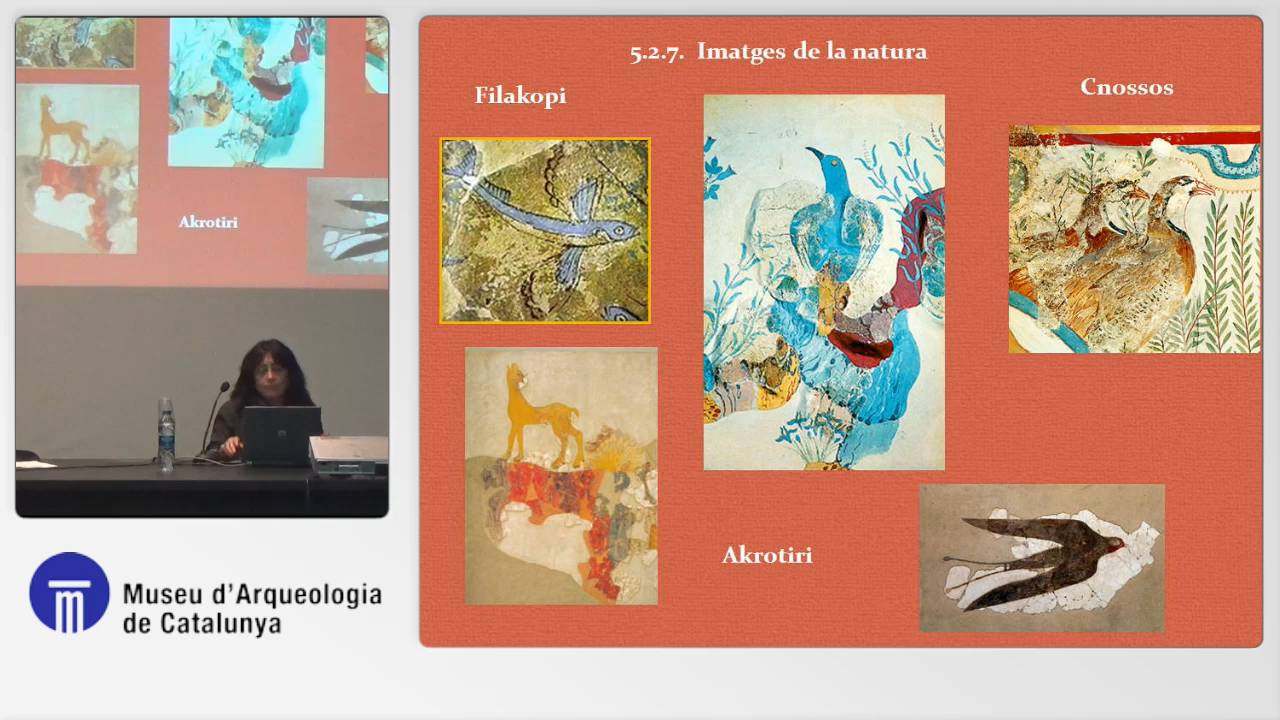 Akrotiri
Museu d'Arqueologia
de Catalunya
5.2.7. Imatges de la natura
Filakopi
Cnossos
Akrotiri